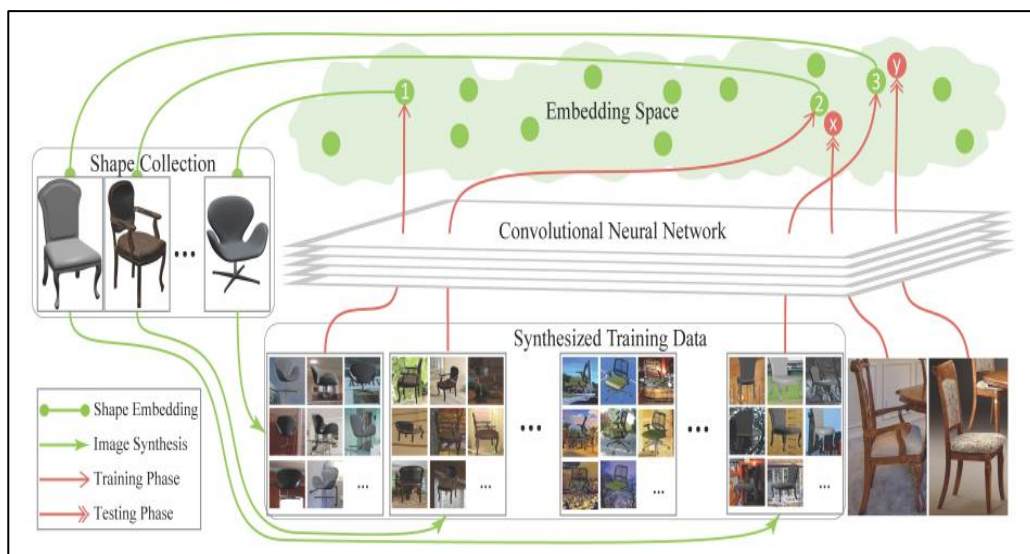 y
1
3
2
Embedding Space
x
Shape Collection
...
Convolutional Neural Network
Synthesized Training Data
... ...
... ... ... ...
Shape Embedding
Image Synthesis
Training Phase
Testing Phase